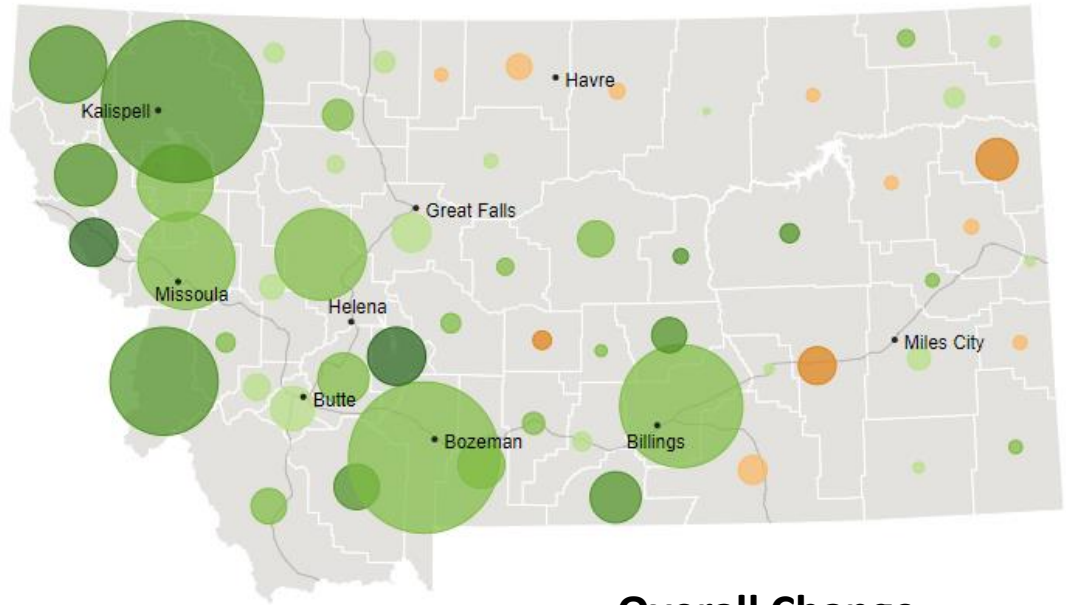 Havre
Kalispell
Great Falls
Missoula
Helena
Miles City
Butte
Bozeman
Billings
Overall Change